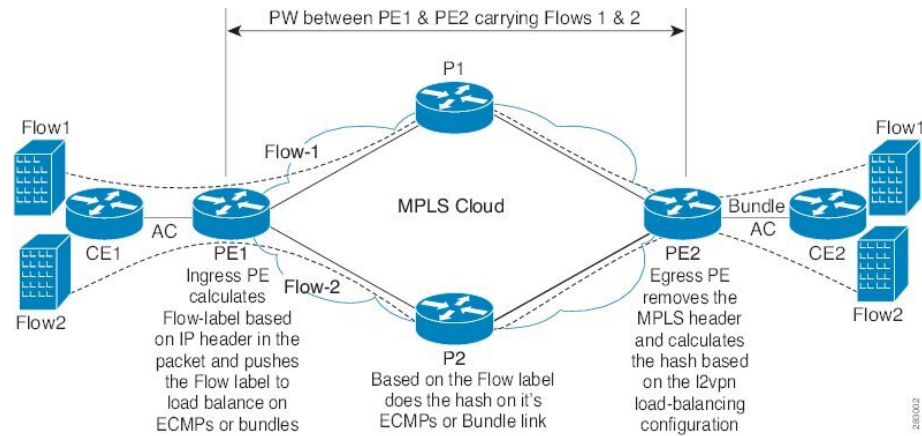 PW between PE1 & PE2 carrying Flows 1 & 2
P1
Flow1
Flow1
Flow-1
MPLS Cloud
Bundle
AC
AC
CE1
PE1
PE2
CE2
Flow2
Flow-2
Flow2
Ingress PE
calculates
Flow-label based
on IP header in the
packet and pushes
the Flow label to
load balance on
ECMPs or bundles
P2
Based on the Flow label
does the hash on it's
ECMPs or Bundle link
Egress PE
removes the
MPLS header
and calculates
the hash based
on the l2vpn
load-balancing
configuration
283002